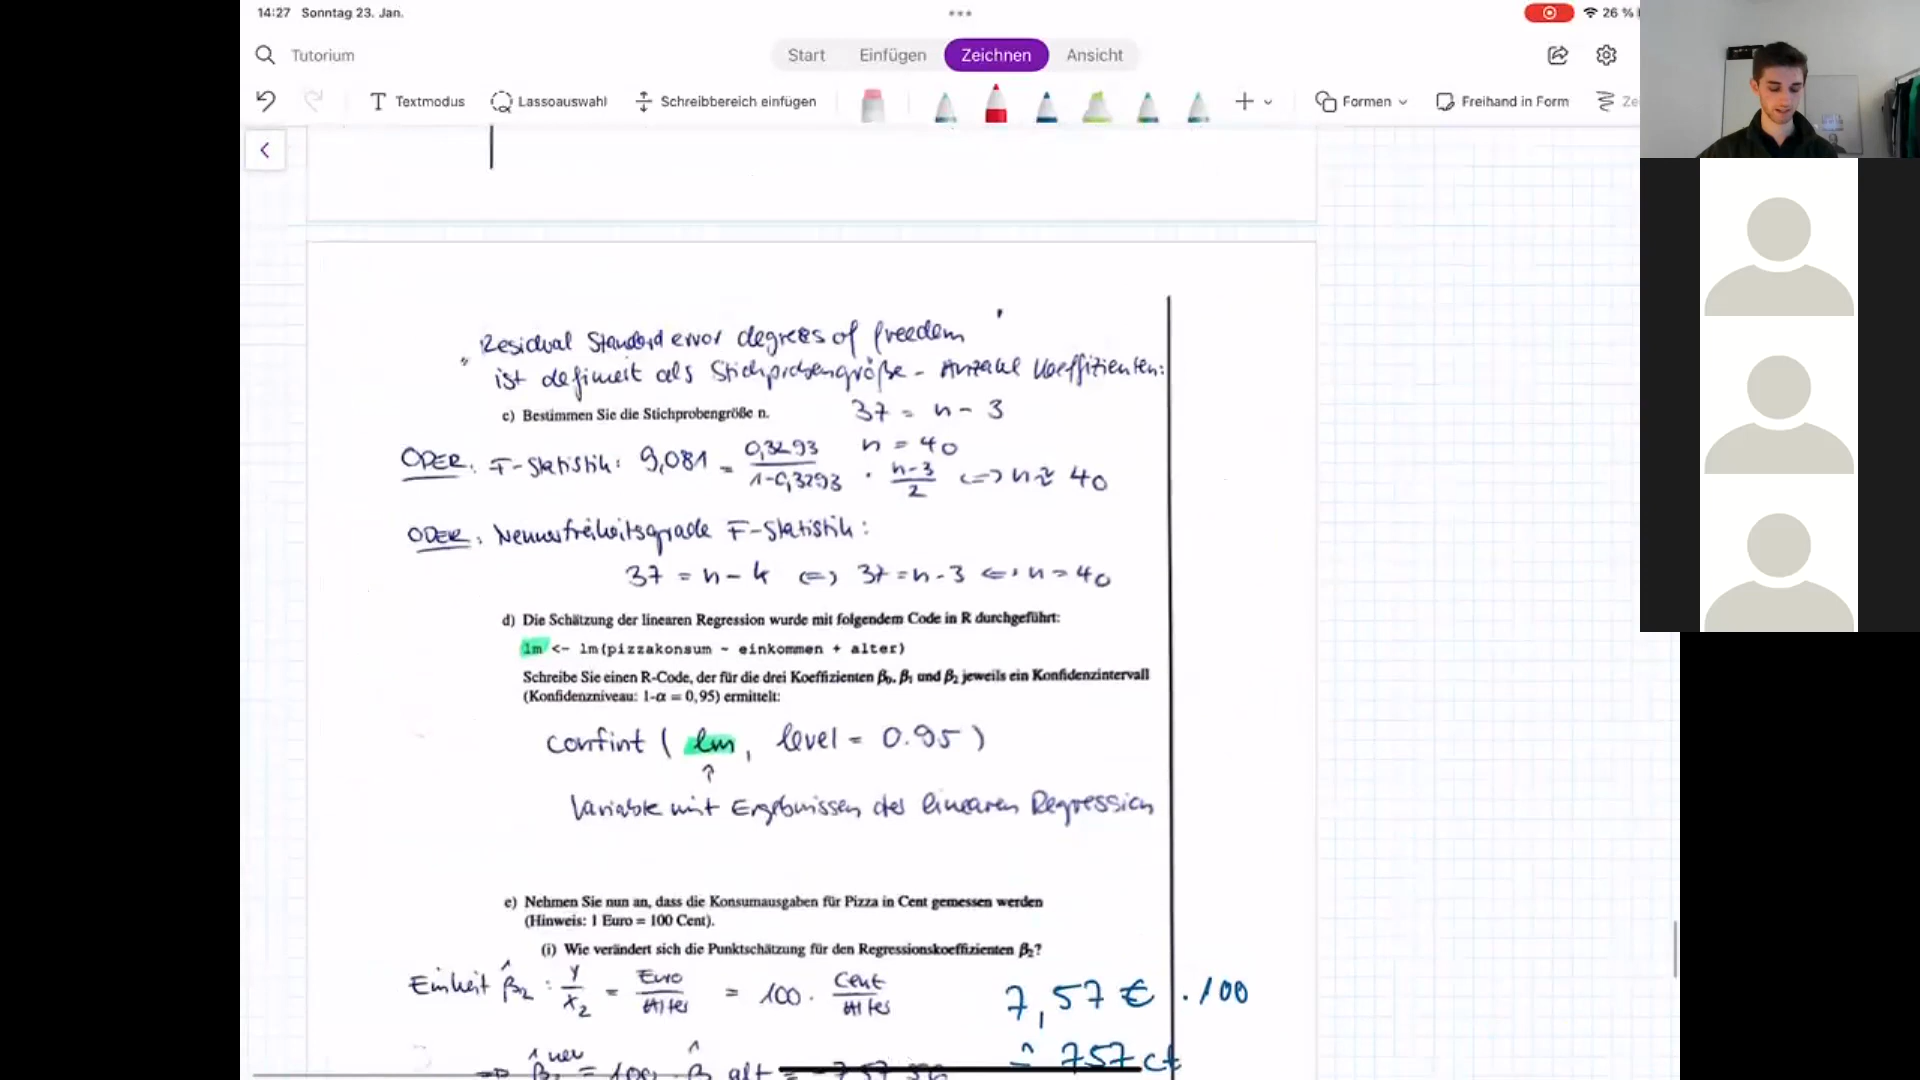 14:27 Sonntag 23. Jan.
26 %
Tutorium
Start Einfügen Zeichnen Ansicht
Textmodus Lassoauswahl Schreibbereich einfügen Formen Freihand in Form
Residual Standard error degrees of freedom
ist definiert als Stichprobengröße - Anzahl Koeffizienten:
c) Bestimmen Sie die Stichprobengröße n. 37 = n - 3
n = 40
ODER: F-Statistik: 9,081 = 0,3293 / 1-0,3293 · n-3 / 2 <=> n ≈ 40
ODER: Nennerfreiheitsgrade F-Statistik:
37 = n - k <=> 37 = n - 3 <=> n = 40
d) Die Schätzung der linearen Regression wurde mit folgendem Code in R durchgeführt:
lm <- lm(pizzakonsum ~ einkommen + alter)
Schreibe Sie einen R-Code, der für die drei Koeffizienten β₀, β₁ und β₂ jeweils ein Konfidenzintervall
(Konfidenzniveau: 1-α = 0,95) ermittelt:
confint ( lm, level = 0.95 )
↑
Variable mit Ergebnissen der linearen Regression
e) Nehmen Sie nun an, dass die Konsumausgaben für Pizza in Cent gemessen werden
(Hinweis: 1 Euro = 100 Cent).
(i) Wie verändert sich die Punktschätzung für den Regressionskoeffizienten β₂?
Einheit β̂₂ : Y / X₂ = Euro / Alter = 100 · Cent / Alter
7,57 € · 100
≙ 757 ct